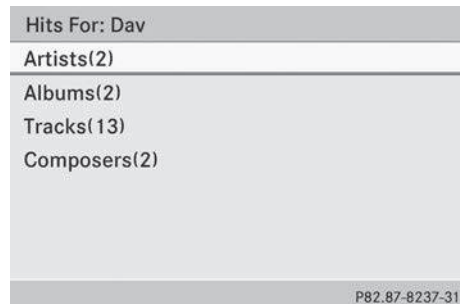 Hits For: Dav
Artists(2)
Albums(2)
Tracks(13)
Composers(2)
P82.87-8237-31